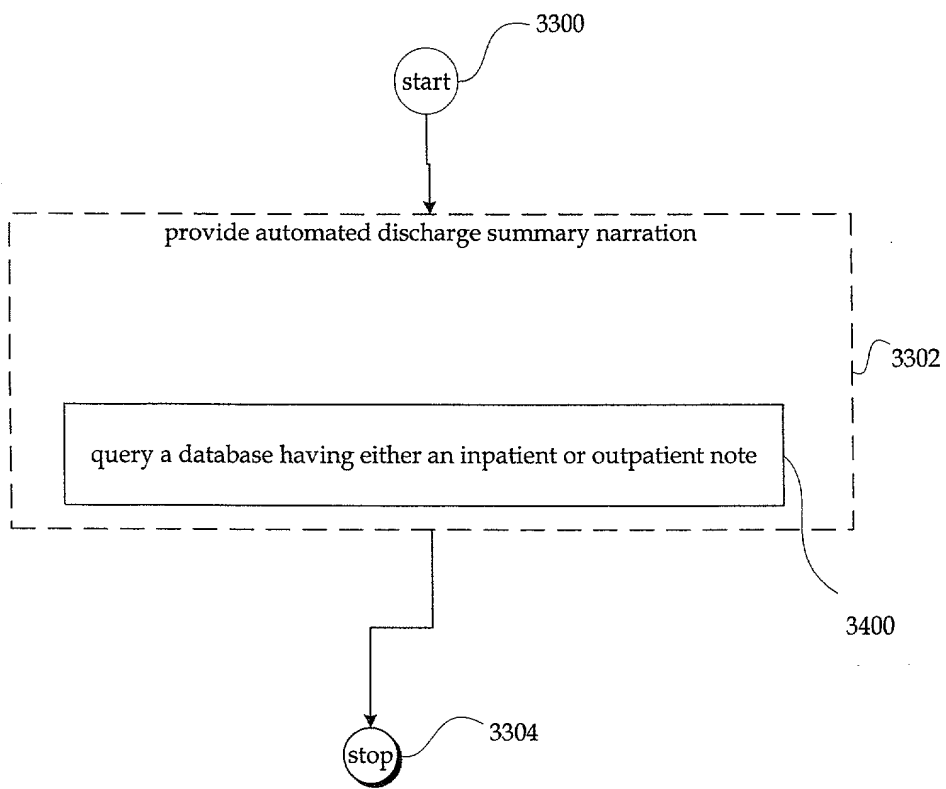 3300
start
provide automated discharge summary narration
3302
query a database having either an inpatient or outpatient note
3400
3304
stop